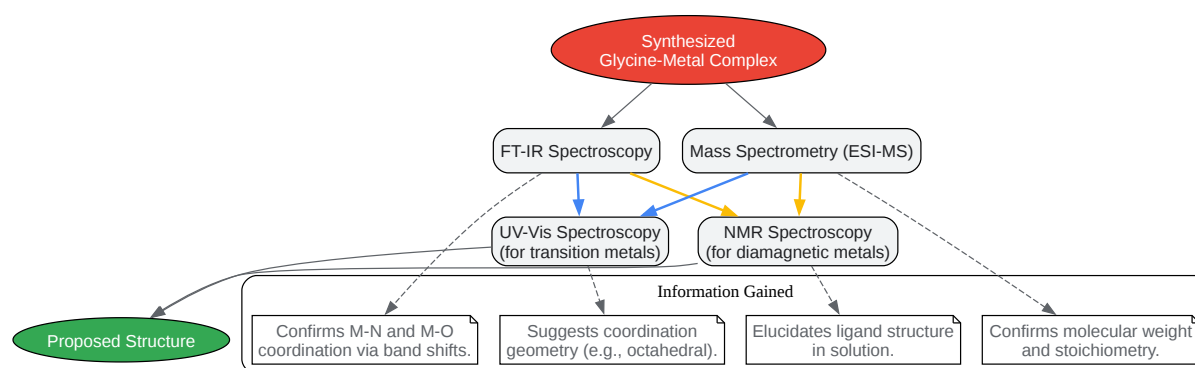 Synthesized
Glycine-Metal Complex
FT-IR Spectroscopy
Mass Spectrometry (ESI-MS)
UV-Vis Spectroscopy
(for transition metals)
NMR Spectroscopy
(for diamagnetic metals)
Information Gained
Proposed Structure
Confirms M-N and M-O
coordination via band shifts.
Suggests coordination
geometry (e.g., octahedral).
Elucidates ligand structure
in solution.
Confirms molecular weight
and stoichiometry.